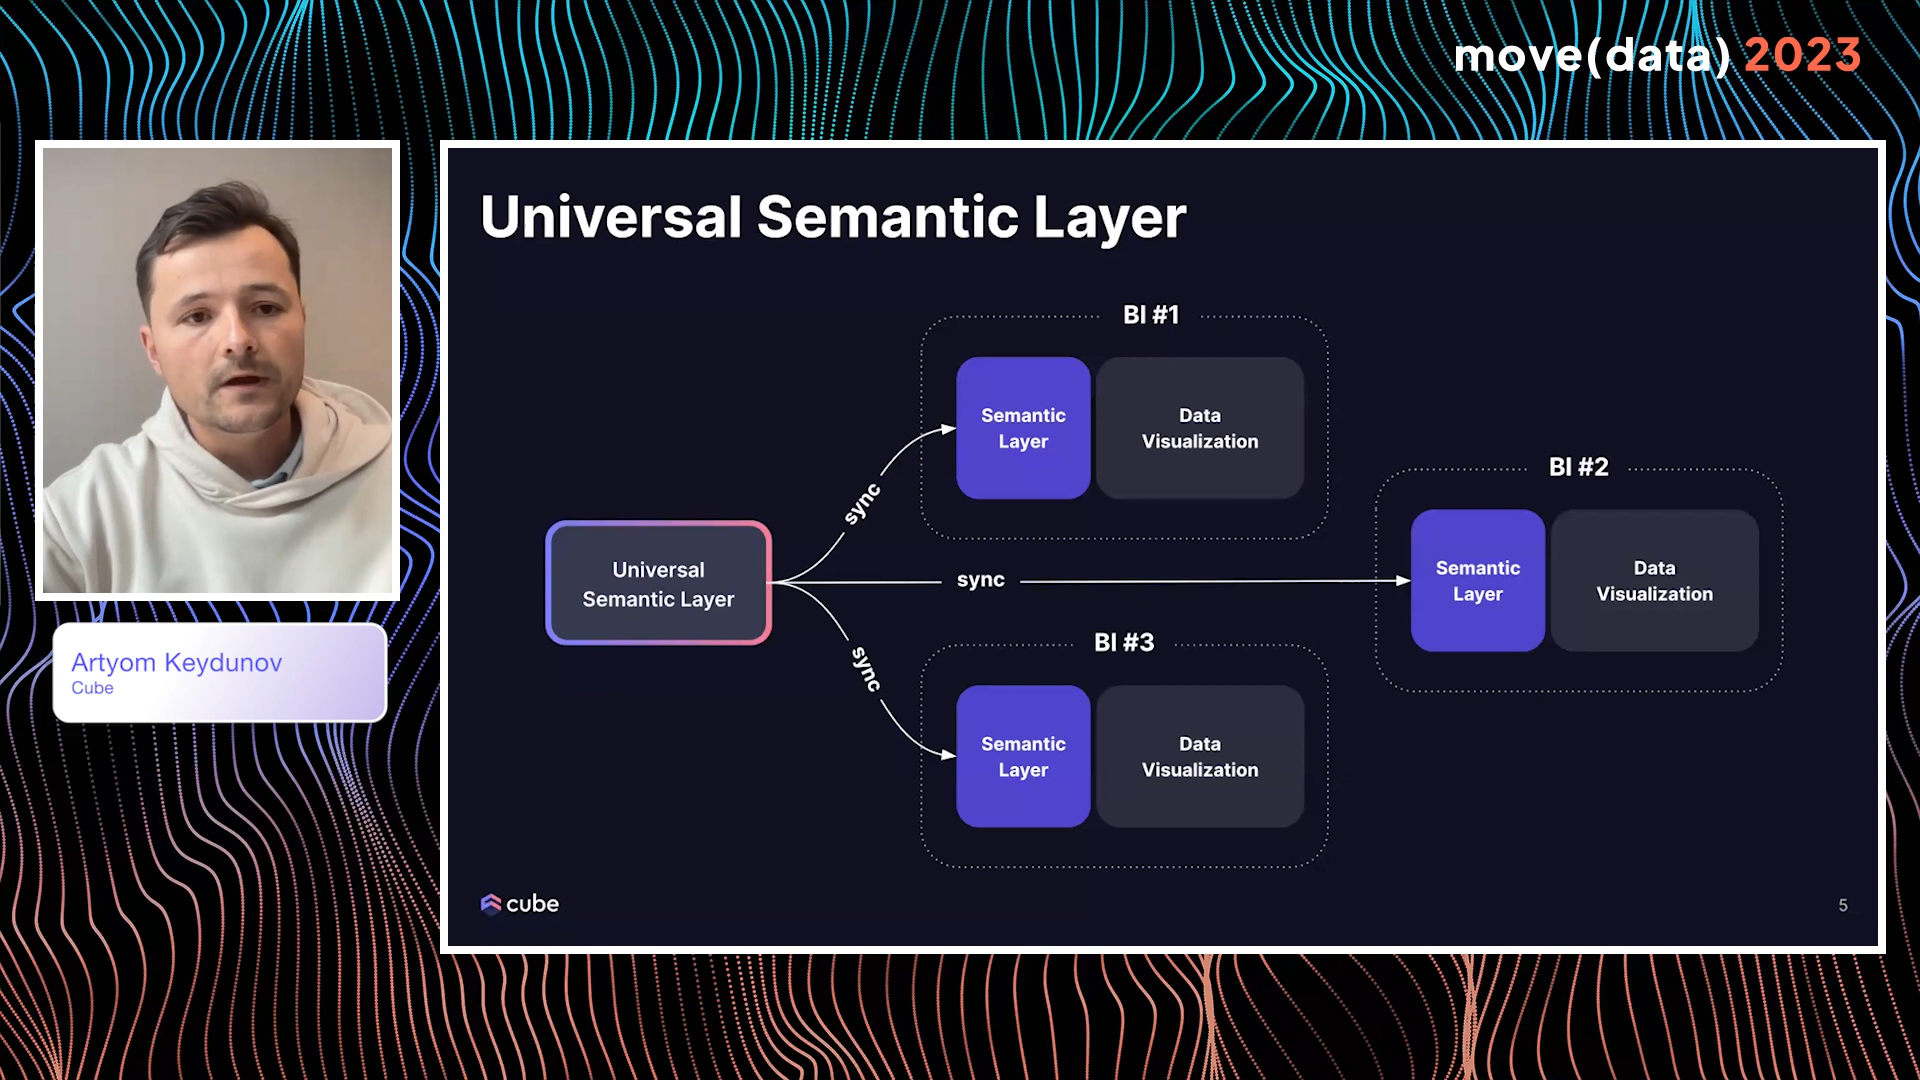 move(data) 2023
Universal Semantic Layer
BI #1
Semantic
Layer
Data
Visualization
BI #2
Semantic
Layer
Data
Visualization
sync
Universal
Semantic Layer
sync
sync
BI #3
Semantic
Layer
Data
Visualization
Artyom Keydunov
Cube
cube
5